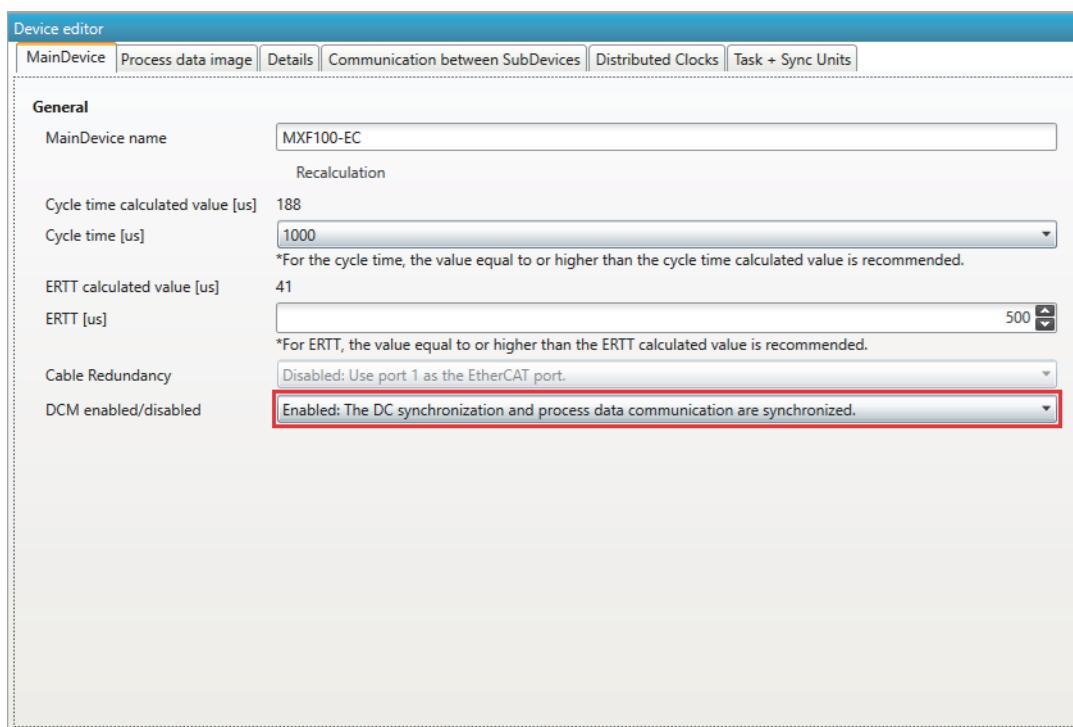 Device editor
MainDevice Process data image Details Communication between SubDevices Distributed Clocks Task + Sync Units
General
MainDevice name MXF100-EC
Recalculation
Cycle time calculated value [us] 188
Cycle time [us] 1000
*For the cycle time, the value equal to or higher than the cycle time calculated value is recommended.
ERTT calculated value [us] 41
ERTT [us] 500
*For ERTT, the value equal to or higher than the ERTT calculated value is recommended.
Cable Redundancy Disabled: Use port 1 as the EtherCAT port.
DCM enabled/disabled Enabled: The DC synchronization and process data communication are synchronized.